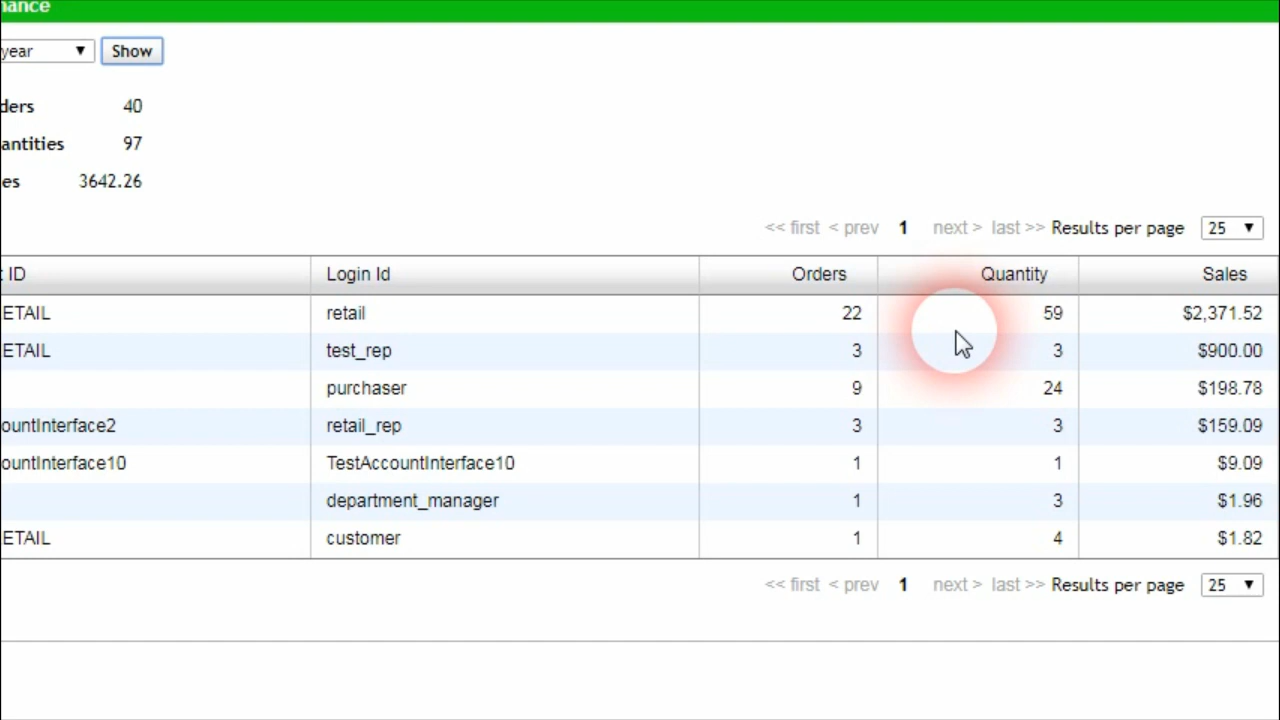 nance
year Show
ders 40
antities 97
es 3642.26
<< first < prev 1 next > last >> Results per page 25
ID Login Id Orders Quantity Sales
ETAIL retail 22 59 $2,371.52
ETAIL test_rep 3 3 $900.00
purchaser 9 24 $198.78
ountInterface2 retail_rep 3 3 $159.09
ountInterface10 TestAccountInterface10 1 1 $9.09
department_manager 1 3 $1.96
ETAIL customer 1 4 $1.82
<< first < prev 1 next > last >> Results per page 25